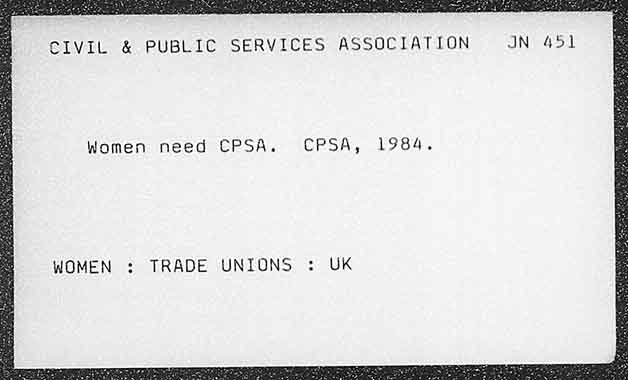 CIVIL & PUBLIC SERVICES ASSOCIATION JN 451
Women need CPSA. CPSA, 1984.
WOMEN : TRADE UNIONS : UK